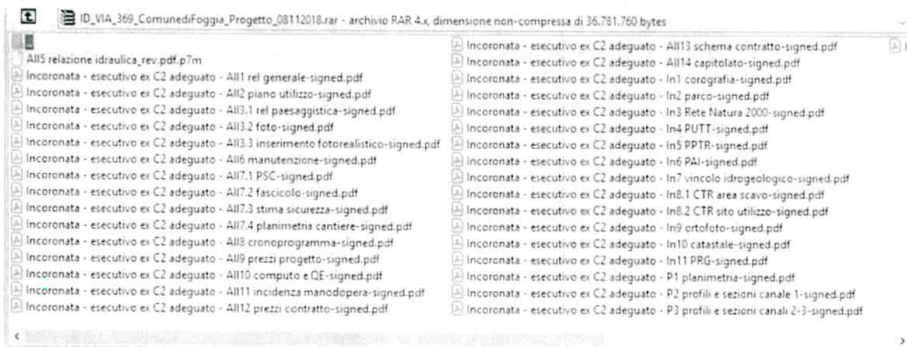 ID_VIA_369_ComunediFoggia_Progetto_08112018.rar - archivio RAR 4.x, dimensione non-compressa di 36.781.760 bytes
..
All5 relazione idraulica_rev.pdf.p7m
Incoronata - esecutivo ex C2 adeguato - All1 rel generale-signed.pdf
Incoronata - esecutivo ex C2 adeguato - All2 piano utilizzo-signed.pdf
Incoronata - esecutivo ex C2 adeguato - All3.1 rel paesaggistica-signed.pdf
Incoronata - esecutivo ex C2 adeguato - All3.2 foto-signed.pdf
Incoronata - esecutivo ex C2 adeguato - All3.3 inserimento fotorealistico-signed.pdf
Incoronata - esecutivo ex C2 adeguato - All6 manutenzione-signed.pdf
Incoronata - esecutivo ex C2 adeguato - All7.1 PSC-signed.pdf
Incoronata - esecutivo ex C2 adeguato - All7.2 fascicolo-signed.pdf
Incoronata - esecutivo ex C2 adeguato - All7.3 stima sicurezza-signed.pdf
Incoronata - esecutivo ex C2 adeguato - All7.4 planimetria cantiere-signed.pdf
Incoronata - esecutivo ex C2 adeguato - All8 cronoprogramma-signed.pdf
Incoronata - esecutivo ex C2 adeguato - All9 prezzi progetto-signed.pdf
Incoronata - esecutivo ex C2 adeguato - All10 computo e QE-signed.pdf
Incoronata - esecutivo ex C2 adeguato - All11 incidenza manodopera-signed.pdf
Incoronata - esecutivo ex C2 adeguato - All12 prezzi contratto-signed.pdf
Incoronata - esecutivo ex C2 adeguato - All13 schema contratto-signed.pdf
Incoronata - esecutivo ex C2 adeguato - All14 capitolato-signed.pdf
Incoronata - esecutivo ex C2 adeguato - In1 corografia-signed.pdf
Incoronata - esecutivo ex C2 adeguato - In2 parco-signed.pdf
Incoronata - esecutivo ex C2 adeguato - In3 Rete Natura 2000-signed.pdf
Incoronata - esecutivo ex C2 adeguato - In4 PUTT-signed.pdf
Incoronata - esecutivo ex C2 adeguato - In5 PPTR-signed.pdf
Incoronata - esecutivo ex C2 adeguato - In6 PAI-signed.pdf
Incoronata - esecutivo ex C2 adeguato - In7 vincolo idrogeologico-signed.pdf
Incoronata - esecutivo ex C2 adeguato - In8.1 CTR area scavo-signed.pdf
Incoronata - esecutivo ex C2 adeguato - In8.2 CTR sito utilizzo-signed.pdf
Incoronata - esecutivo ex C2 adeguato - In9 ortofoto-signed.pdf
Incoronata - esecutivo ex C2 adeguato - In10 catastale-signed.pdf
Incoronata - esecutivo ex C2 adeguato - In11 PRG-signed.pdf
Incoronata - esecutivo ex C2 adeguato - P1 planimetria-signed.pdf
Incoronata - esecutivo ex C2 adeguato - P2 profili e sezioni canale 1-signed.pdf
Incoronata - esecutivo ex C2 adeguato - P3 profili e sezioni canali 2-3-signed.pdf